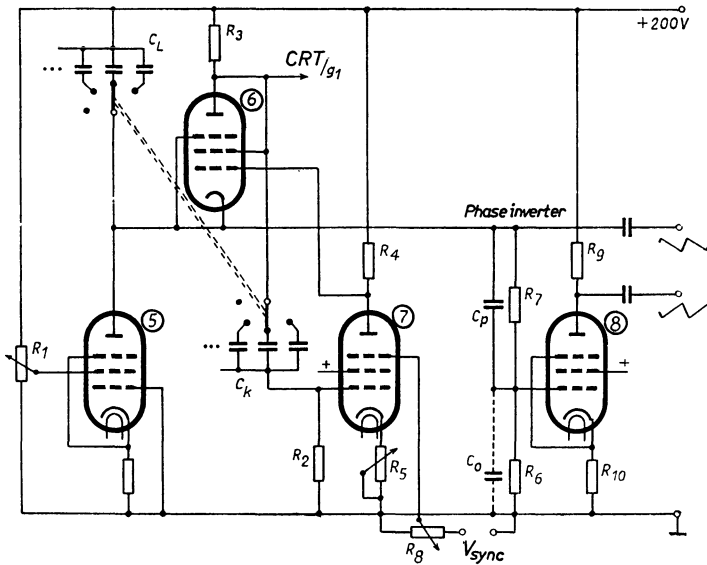 +200V
C_L
R_3
...
CRT/g_1
6
Phase inverter
R_4
R_9
5
7
C_p
R_7
8
R_1
...
+
+
C_k
R_2
R_5
C_o
R_6
R_10
R_8
V_sync